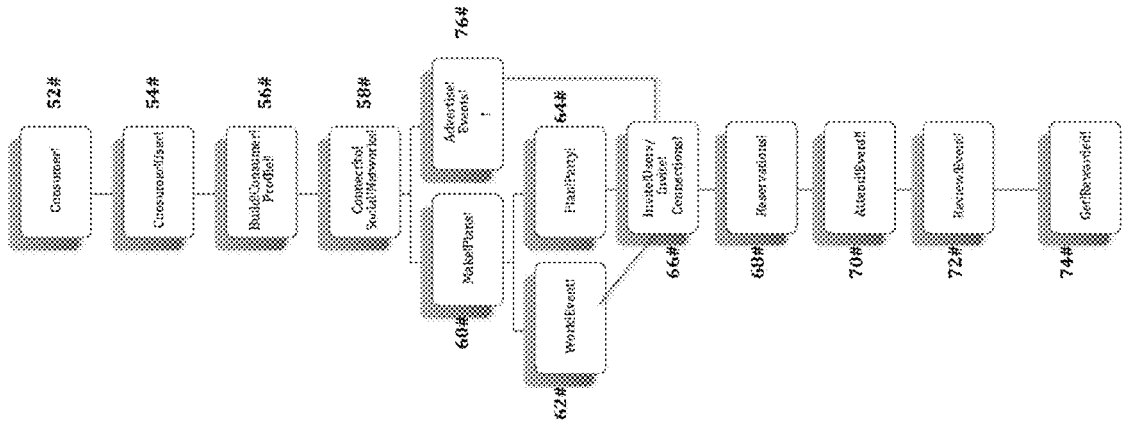 52#
Consumer!
54#
Consumer!User!
56#
Build!Consumer!
Profile!!
58#
Connect!to!
Social!Networks!
76#
Advertise!
Events!
!
60#
Make!Plans!
64#
Plan!Party!
62#
Work!Event!
66#
Invite!Users/
Invite!
Connections!
68#
Reservations!
70#
Attend!Event!!
72#
Review!Event!
74#
Get!Rewarded!!